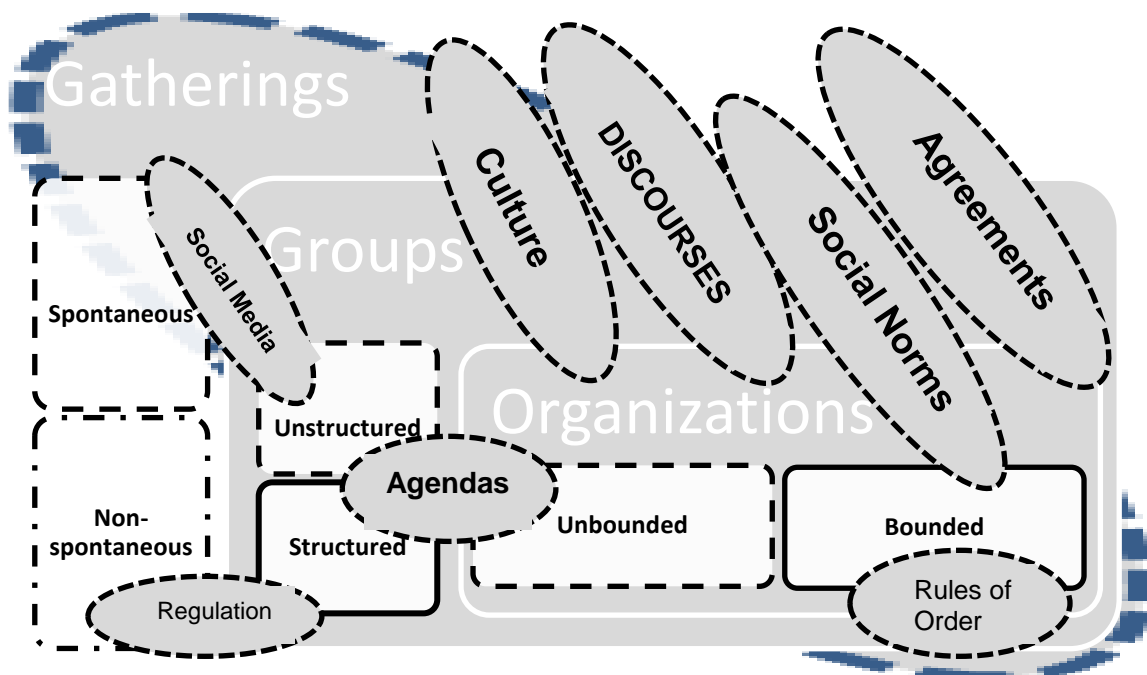 Gatherings
Culture
DISCOURSES
Social Norms
Agreements
Groups
Social Media
Spontaneous
Organizations
Unstructured
Agendas
Non-
spontaneous
Structured
Unbounded
Bounded
Regulation
Rules of
Order